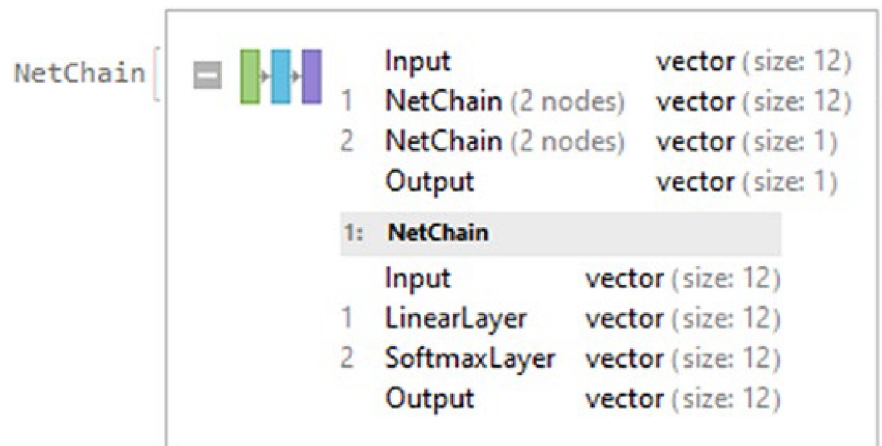 NetChain[
Input vector (size: 12)
1 NetChain (2 nodes) vector (size: 12)
2 NetChain (2 nodes) vector (size: 1)
Output vector (size: 1)
1: NetChain
Input vector (size: 12)
1 LinearLayer vector (size: 12)
2 SoftmaxLayer vector (size: 12)
Output vector (size: 12)